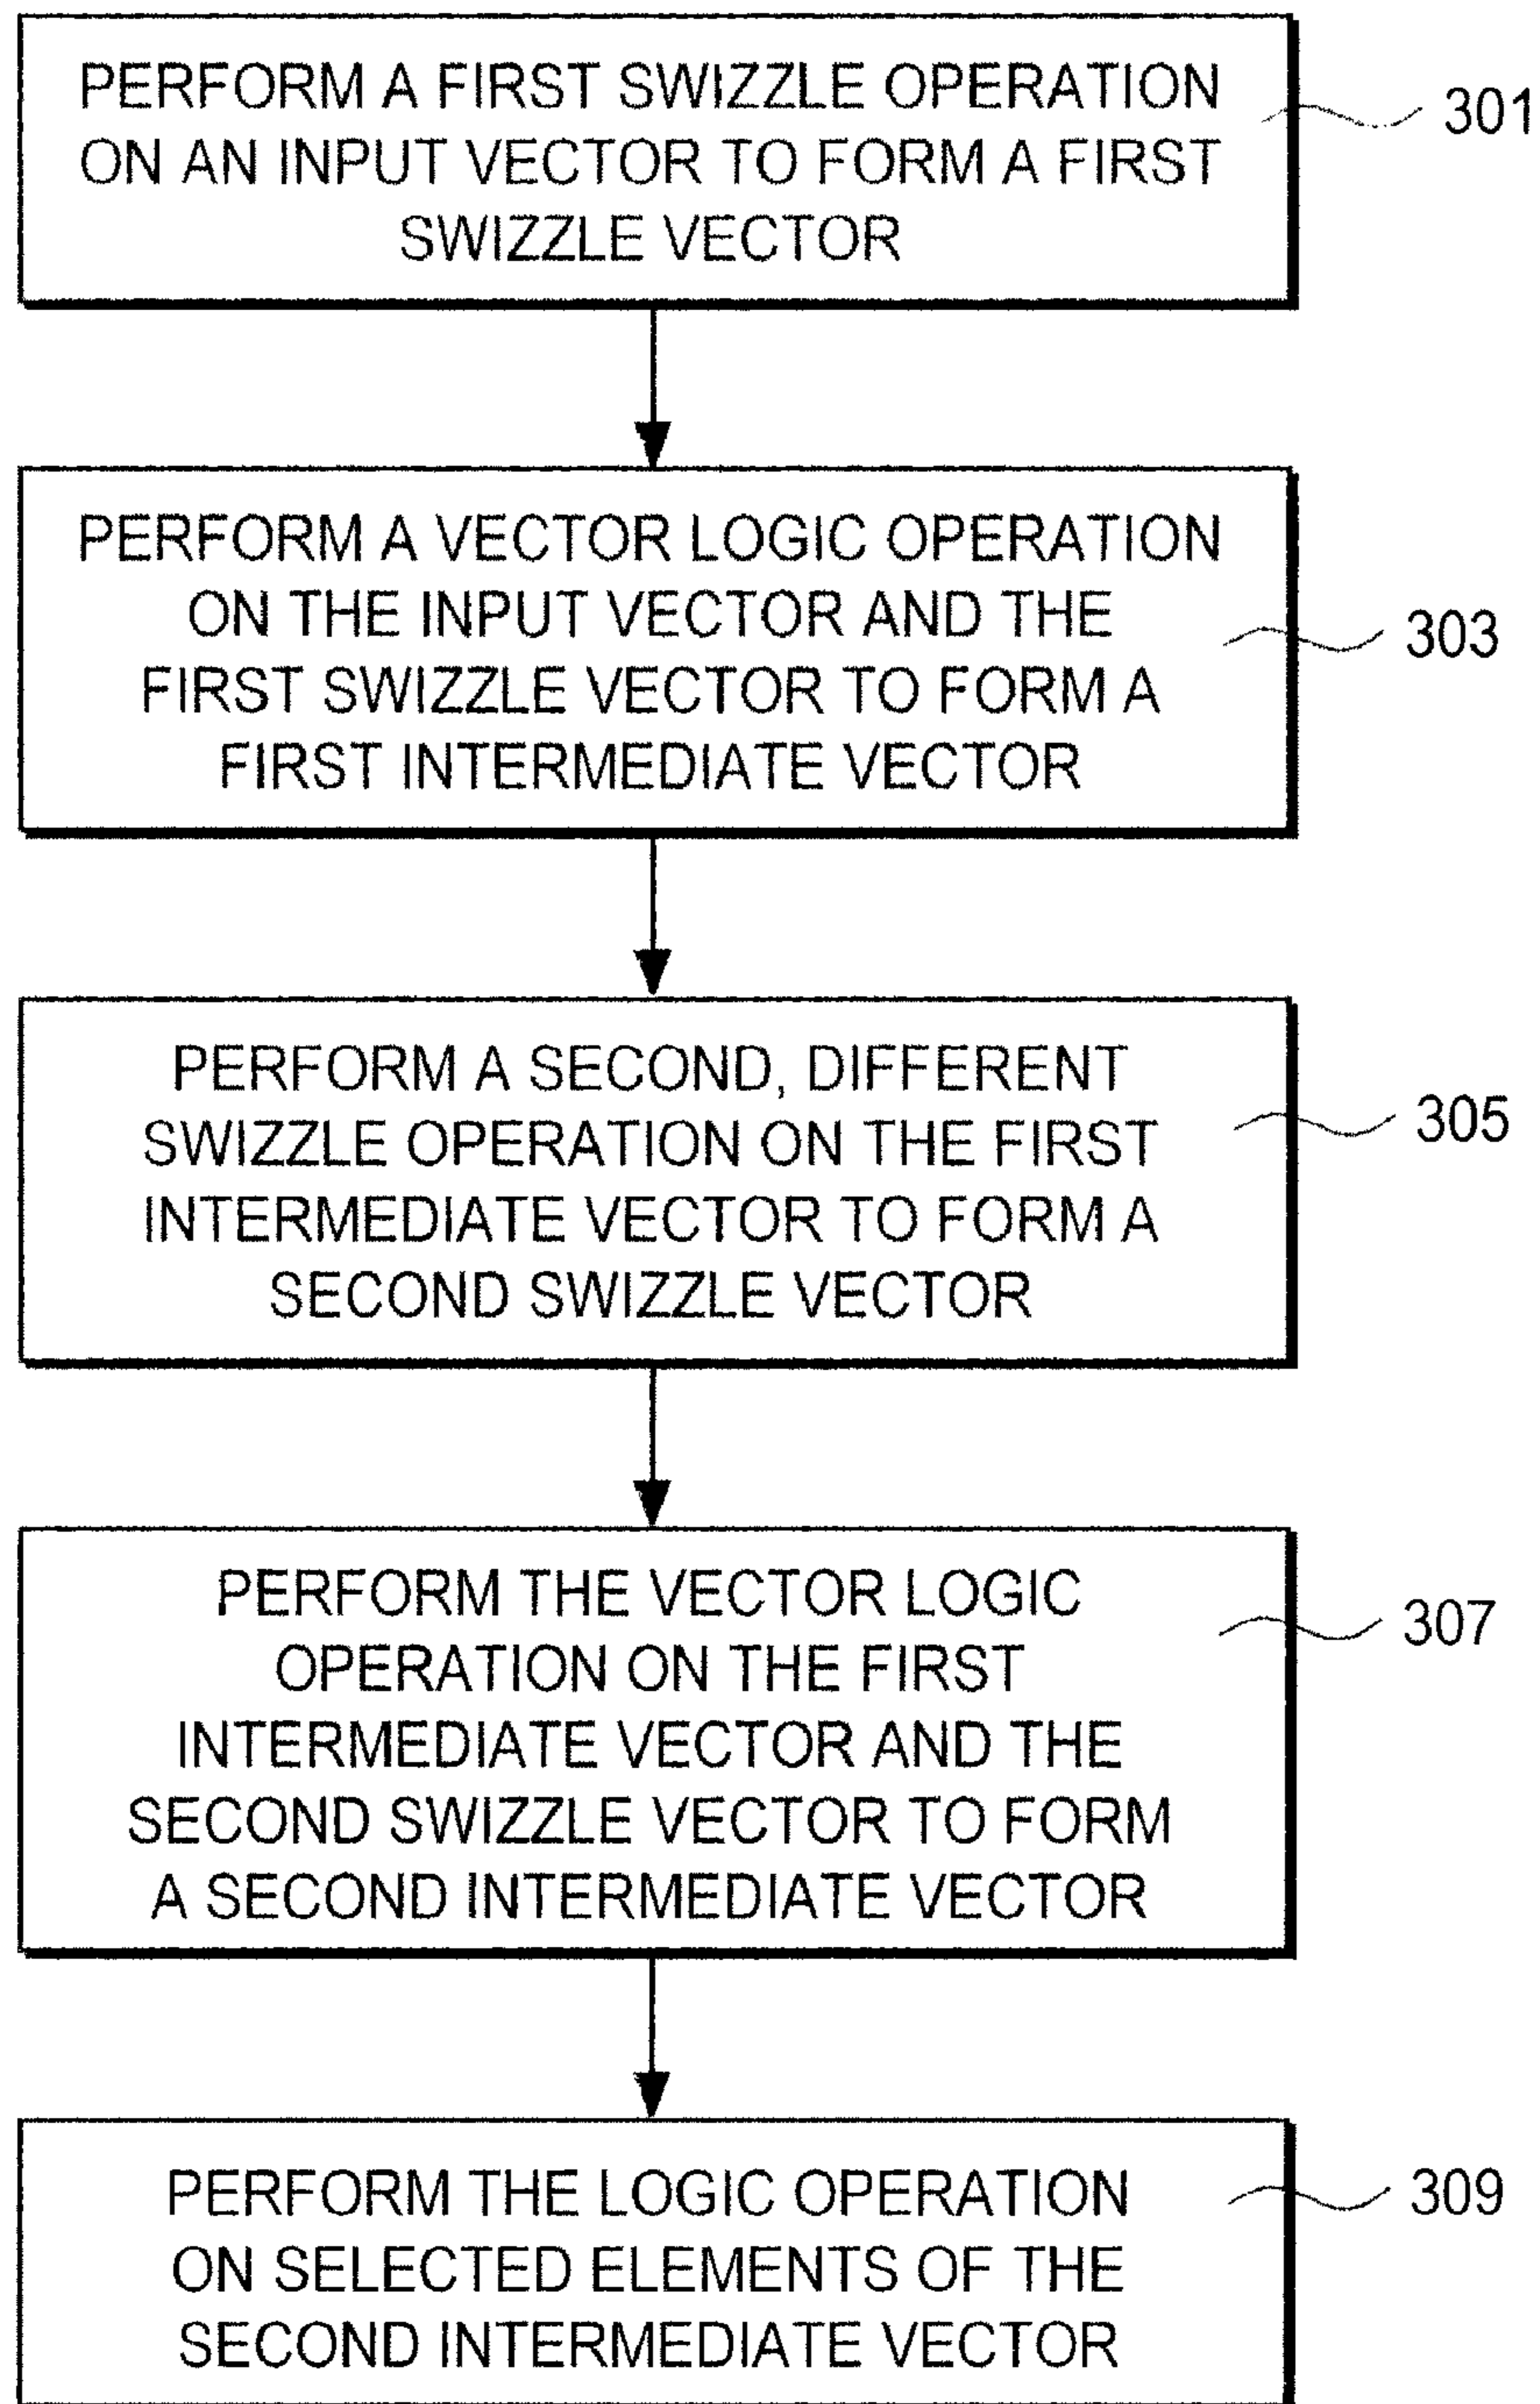 PERFORM A FIRST SWIZZLE OPERATION
ON AN INPUT VECTOR TO FORM A FIRST
SWIZZLE VECTOR
301
PERFORM A VECTOR LOGIC OPERATION
ON THE INPUT VECTOR AND THE
FIRST SWIZZLE VECTOR TO FORM A
FIRST INTERMEDIATE VECTOR
303
PERFORM A SECOND, DIFFERENT
SWIZZLE OPERATION ON THE FIRST
INTERMEDIATE VECTOR TO FORM A
SECOND SWIZZLE VECTOR
305
PERFORM THE VECTOR LOGIC
OPERATION ON THE FIRST
INTERMEDIATE VECTOR AND THE
SECOND SWIZZLE VECTOR TO FORM
A SECOND INTERMEDIATE VECTOR
307
PERFORM THE LOGIC OPERATION
ON SELECTED ELEMENTS OF THE
SECOND INTERMEDIATE VECTOR
309